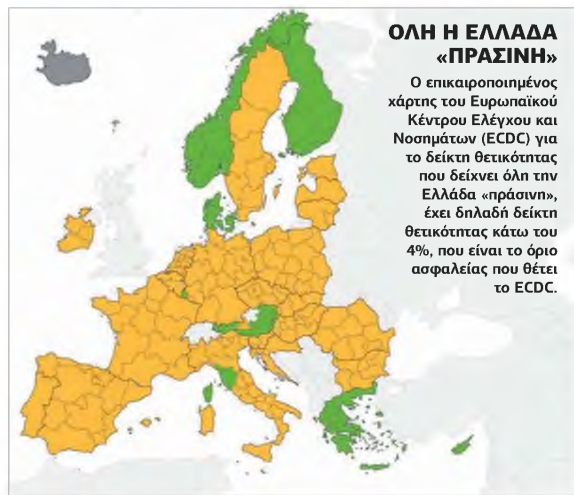 ΟΛΗ Η ΕΛΛΑΔΑ
«ΠΡΑΣΙΝΗ»
Ο επικαιροποιημένος
χάρτης του Ευρωπαϊκού
Κέντρου Ελέγχου και
Νοσημάτων (ECDC) για
το δείκτη θετικότητας
που δείχνει όλη την
Ελλάδα «πράσινη»,
έχει δηλαδή δείκτη
θετικότητας κάτω του
4%, που είναι το όριο
ασφαλείας που θέτει
το ECDC.